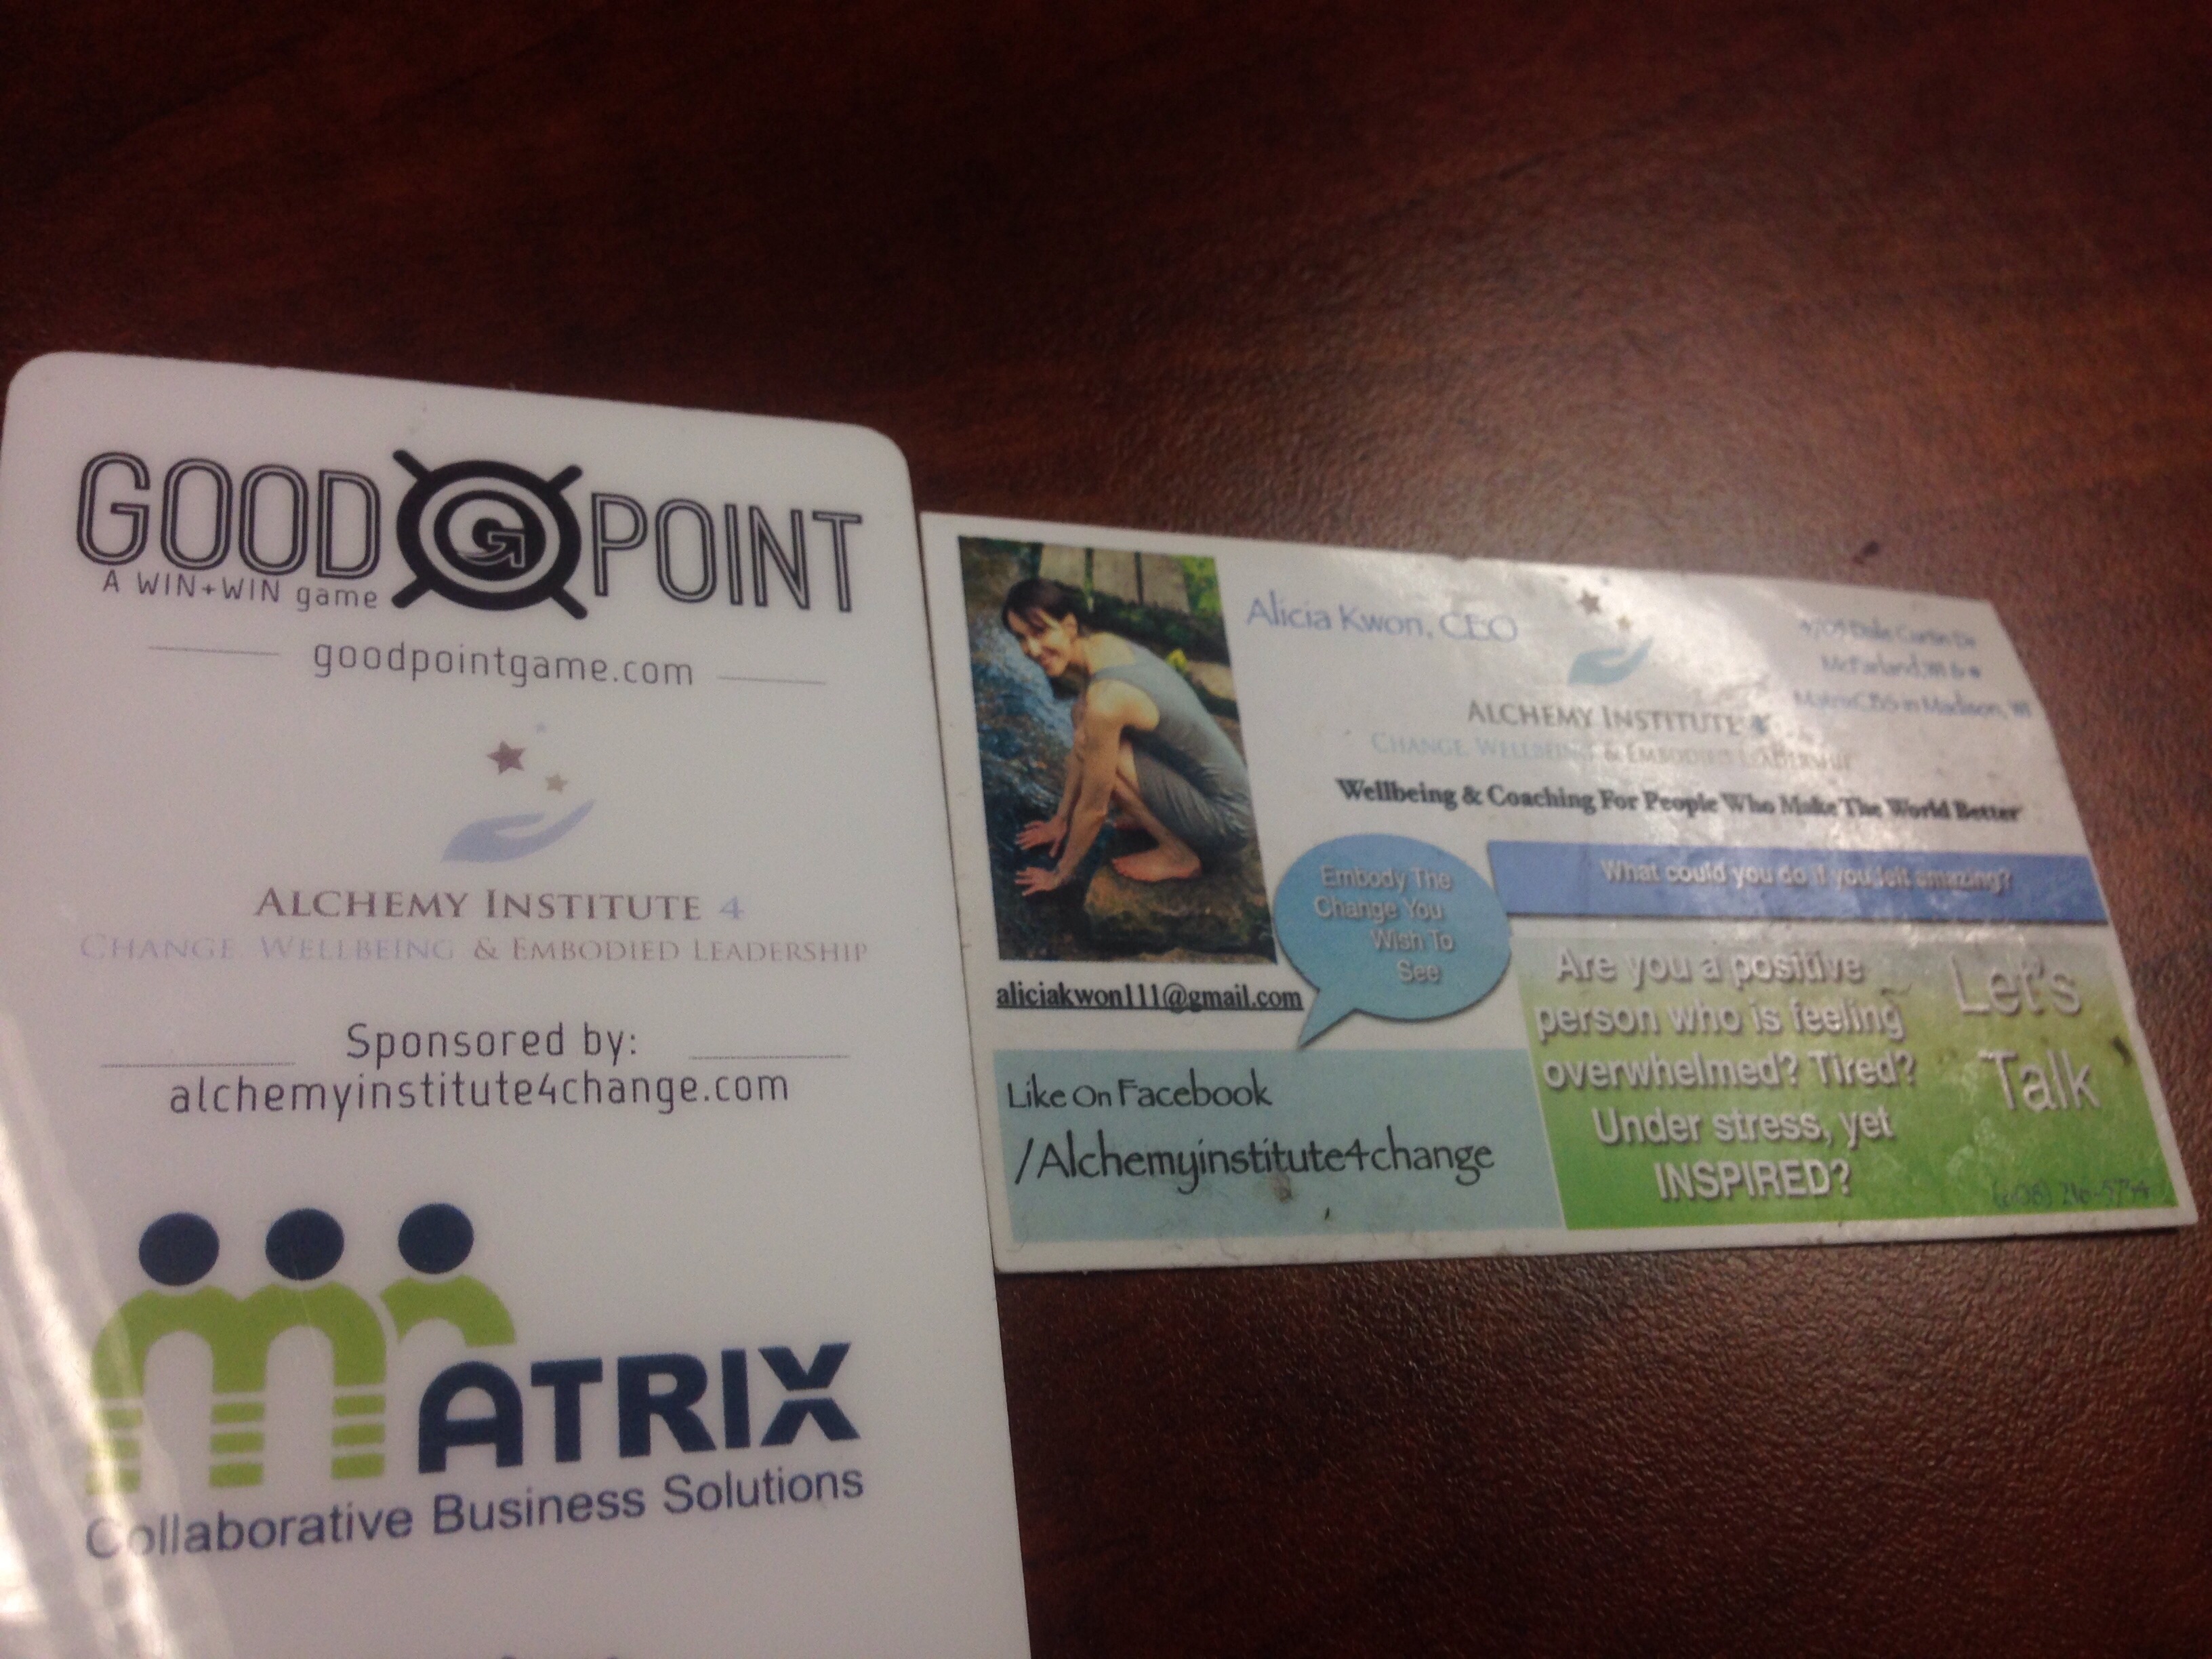 GOOD G POINT
A WIN+WIN game
goodpointgame.com
ALCHEMY INSTITUTE 4
CHANGE, WELLBEING & EMBODIED LEADERSHIP
Sponsored by:
alchemyinstitute4change.com
mATRIX
Collaborative Business Solutions
Alicia Kwon, CEO
Dale Curtin Dr
McFarland, WI &
MatrixCBS in Madison, WI
ALCHEMY INSTITUTE 4
CHANGE, WELLBEING & EMBODIED LEADERSHIP
Wellbeing & Coaching For People Who Make The World Better
Embody The
Change You
Wish To
See
What could you do if you felt amazing?
aliciakwon111@gmail.com
Like On Facebook
/Alchemyinstitute4change
Are you a positive
person who is feeling
overwhelmed? Tired?
Under stress, yet
INSPIRED?
Let's
Talk
(608)